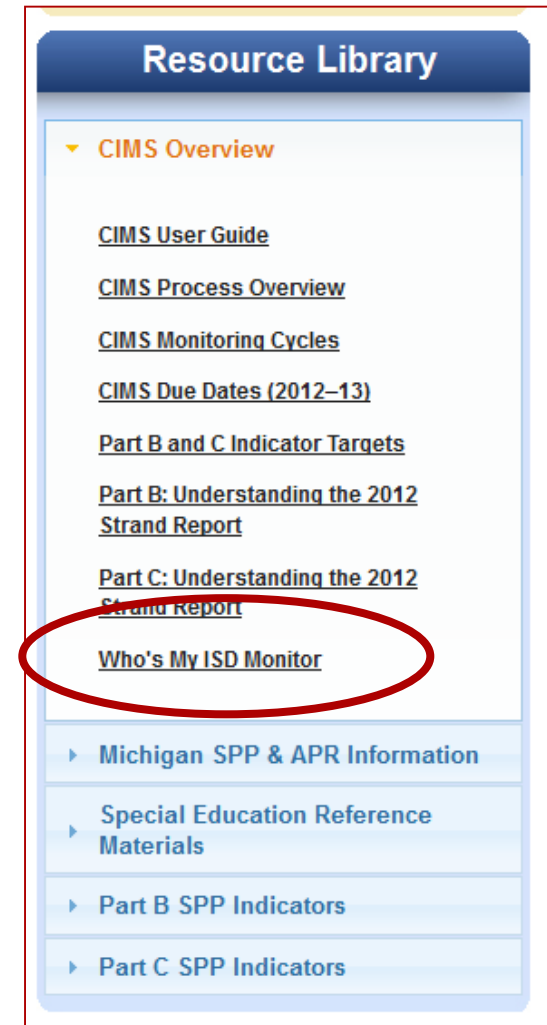 Resource Library
CIMS Overview
CIMS User Guide
CIMS Process Overview
CIMS Monitoring Cycles
CIMS Due Dates (2012–13)
Part B and C Indicator Targets
Part B: Understanding the 2012
Strand Report
Part C: Understanding the 2012
Strand Report
Who's My ISD Monitor
Michigan SPP & APR Information
Special Education Reference
Materials
Part B SPP Indicators
Part C SPP Indicators